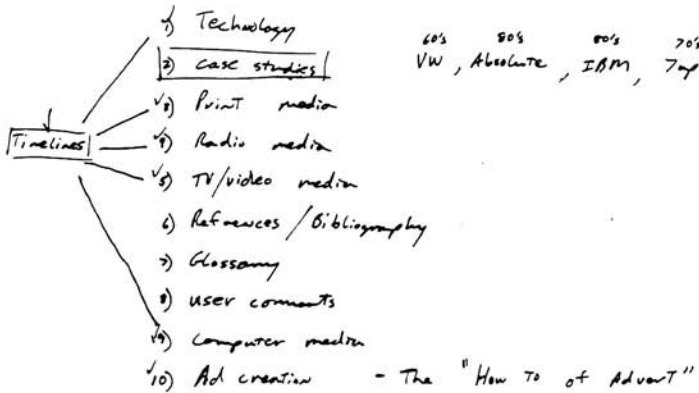 ✓1) Technology
60's 80's 80's 70's
2) case studies VW, Absolute, IBM, 7up
✓3) Print media
Timelines ✓4) Radio media
✓5) TV/video media
6) Refrences / Bibliography
7) Glossary
8) user comments
✓9) Computer media
✓10) Ad creation - The "How To of Advert"